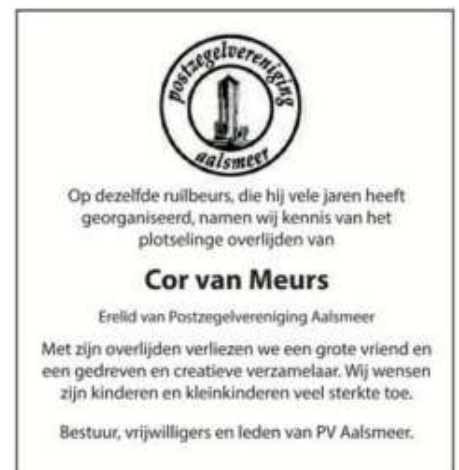 postzegelvereniging
aalsmeer
Op dezelfde ruilbeurs, die hij vele jaren heeft
georganiseerd, namen wij kennis van het
plotselinge overlijden van
Cor van Meurs
Erelid van Postzegelvereniging Aalsmeer
Met zijn overlijden verliezen we een grote vriend en
een gedreven en creatieve verzamelaar. Wij wensen
zijn kinderen en kleinkinderen veel sterkte toe.
Bestuur, vrijwilligers en leden van PV Aalsmeer.